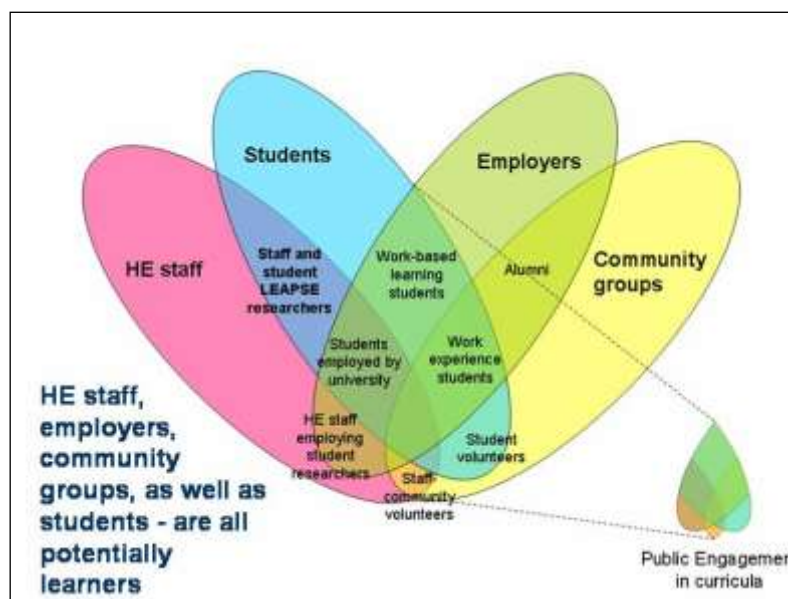 Students
Employers
HE staff
Staff and
student
LEAPSE
researchers
Work-based
learning
students
Alumni
Community
groups
Students
employed by
university
Work
experience
students
HE staff
employing
student
researchers
Student
volunteers
Staff-
community
volunteers
HE staff,
employers,
community
groups, as well as
students - are all
potentially
learners
Public Engagemen
in curricula